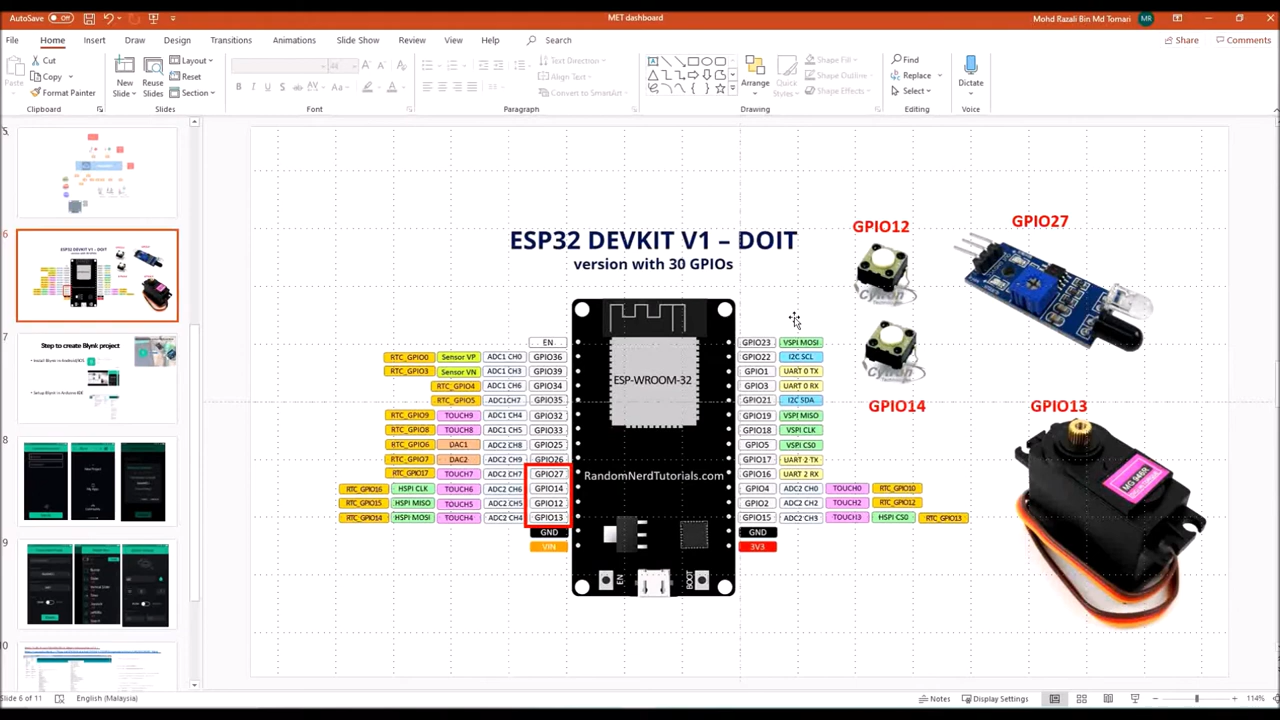 AutoSave Off
MET dashboard
Mohd Razali Bin Md Tomari MR
File Home Insert Draw Design Transitions Animations Slide Show Review View Help Search Share Comments
Paste
Cut
Copy
Format Painter
Clipboard
New Slide
Reuse Slides
Layout
Reset
Section
Slides
Font
Text Direction
Align Text
Convert to SmartArt
Paragraph
Arrange
Quick Styles
Shape Fill
Shape Outline
Shape Effects
Drawing
Find
Replace
Select
Editing
Dictate
Voice
5
6
7
Step to create Blynk project
8
9
10
ESP32 DEVKIT V1 – DOIT
version with 30 GPIOs
GPIO12
GPIO27
Cytron
Cytron
GPIO14
GPIO13
MG 946R
ESP-WROOM-32
RandomNerdTutorials.com
EN
BOOT
EN
RTC_GPIO0 Sensor VP ADC1 CH0 GPIO36
RTC_GPIO3 Sensor VN ADC1 CH3 GPIO39
RTC_GPIO4 ADC1 CH6 GPIO34
RTC_GPIO5 ADC1CH7 GPIO35
RTC_GPIO9 TOUCH9 ADC1 CH4 GPIO32
RTC_GPIO8 TOUCH8 ADC1 CH5 GPIO33
RTC_GPIO6 DAC1 ADC2 CH8 GPIO25
RTC_GPIO7 DAC2 ADC2 CH9 GPIO26
RTC_GPIO17 TOUCH7 ADC2 CH7 GPIO27
RTC_GPIO16 HSPI CLK TOUCH6 ADC2 CH6 GPIO14
RTC_GPIO15 HSPI MISO TOUCH5 ADC2 CH5 GPIO12
RTC_GPIO14 HSPI MOSI TOUCH4 ADC2 CH4 GPIO13
GND
VIN
GPIO23 VSPI MOSI
GPIO22 I2C SCL
GPIO1 UART 0 TX
GPIO3 UART 0 RX
GPIO21 I2C SDA
GPIO19 VSPI MISO
GPIO18 VSPI CLK
GPIO5 VSPI CS0
GPIO17 UART 2 TX
GPIO16 UART 2 RX
GPIO4 ADC2 CH0 TOUCH0 RTC_GPIO10
GPIO2 ADC2 CH2 TOUCH2 RTC_GPIO12
GPIO15 ADC2 CH3 TOUCH3 HSPI CS0 RTC_GPIO13
GND
3V3
Slide 6 of 11 English (Malaysia) Notes Display Settings 114%